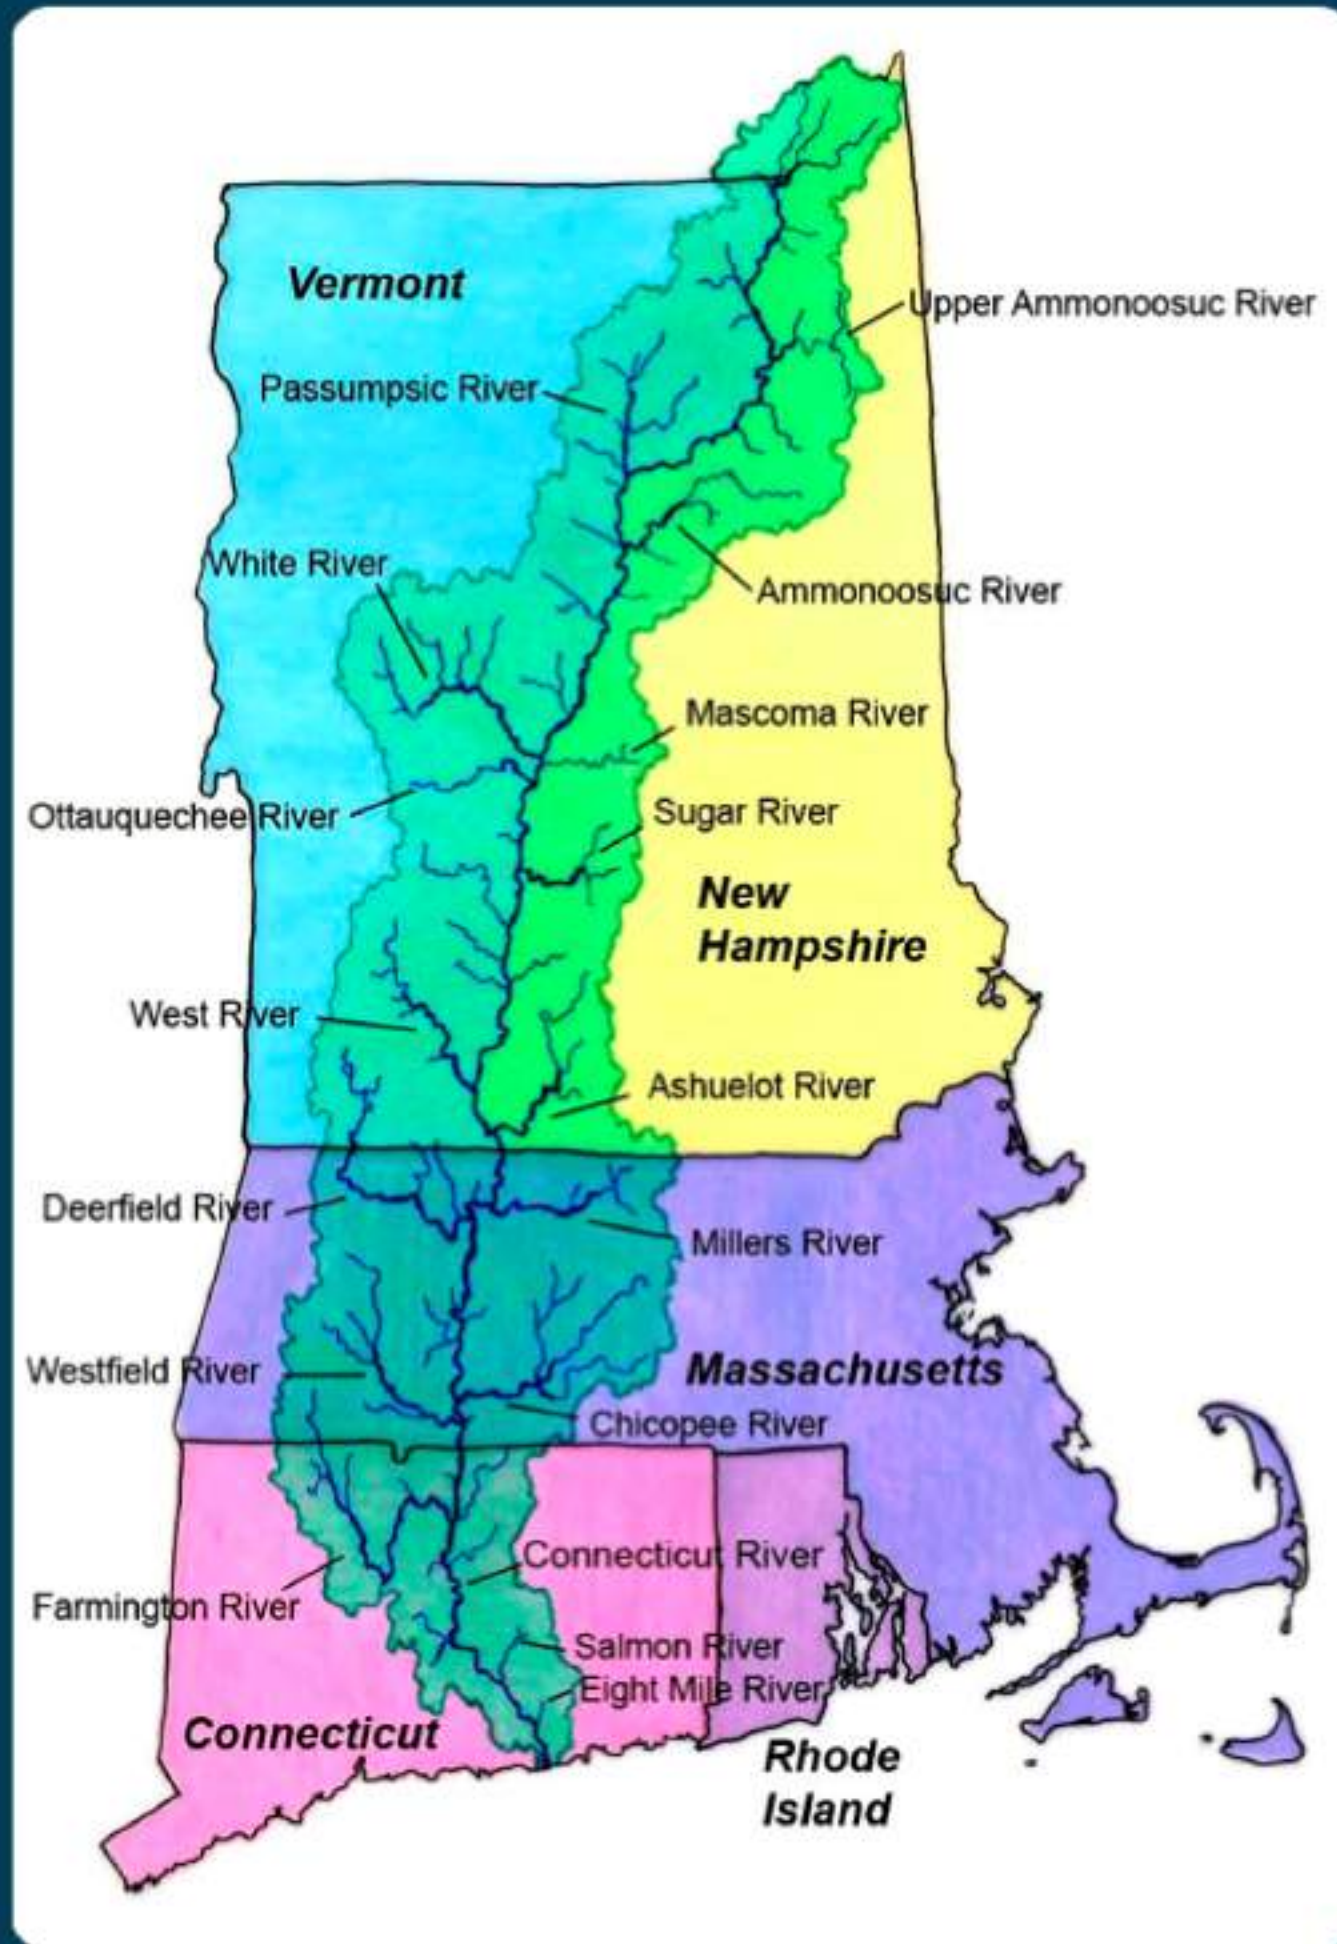 Vermont
Upper Ammonoosuc River
Passumpsic River
White River
Ammonoosuc River
Mascoma River
Ottauquechee River
Sugar River
New
Hampshire
West River
Ashuelot River
Deerfield River
Millers River
Westfield River
Massachusetts
Chicopee River
Connecticut River
Farmington River
Salmon River
Eight Mile River
Connecticut
Rhode
Island